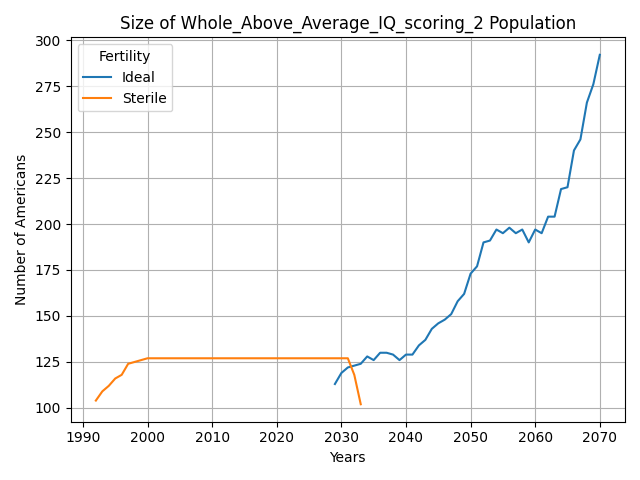 Size of Whole_Above_Average_IQ_scoring_2 Population
Fertility
Ideal
Sterile
Number of Americans
300
275
250
225
200
175
150
125
100
1990 2000 2010 2020 2030 2040 2050 2060 2070
Years